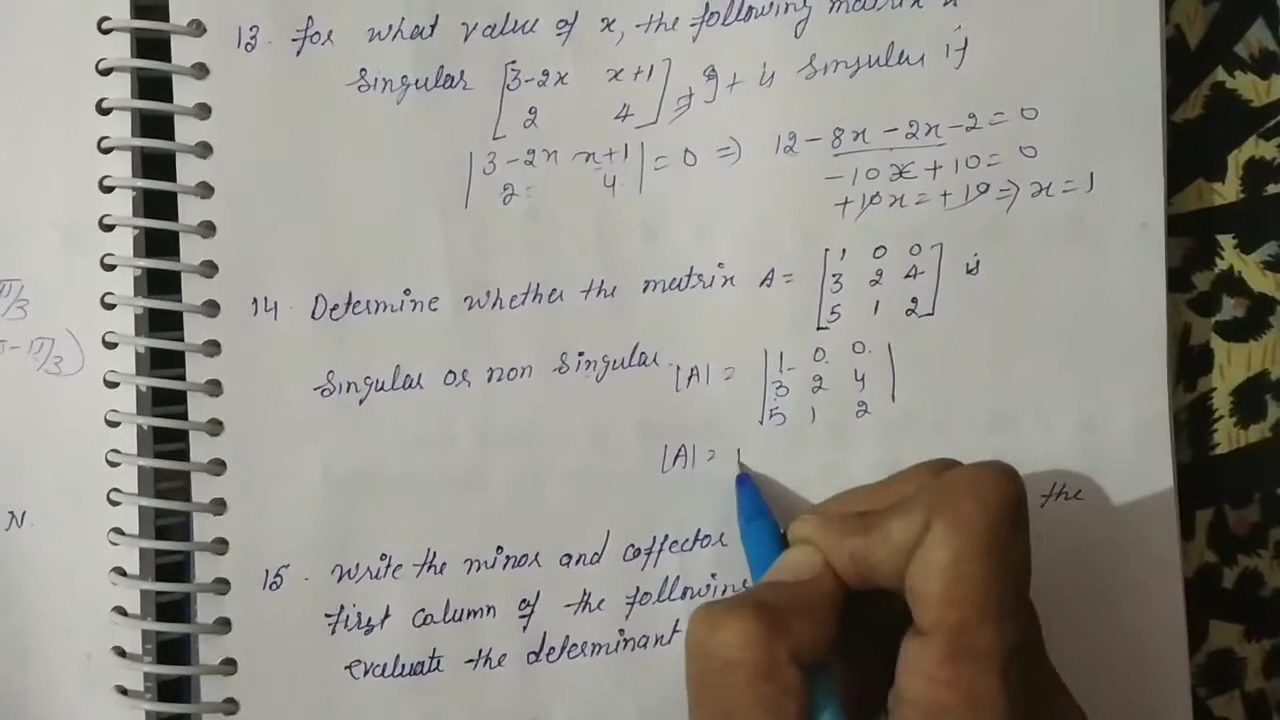 13. for what value of x, the following matrix is
singular [3-2x x+1
2 4] ⇒ 9t is singular if
|3-2x x+1
2 4| = 0 ⇒ 12-8x-2x-2=0
-10x+10=0
+10x=+10⇒x=1
14. Determine whether the matrix A= [1 0 0
3 2 4
5 1 2] is
singular or non singular. |A| = |1 0 0
3 2 4
5 1 2|
|A| =
the
15. write the minor and coffector
first column of the following
evaluate the determinant
π/3
-π/3)
N.